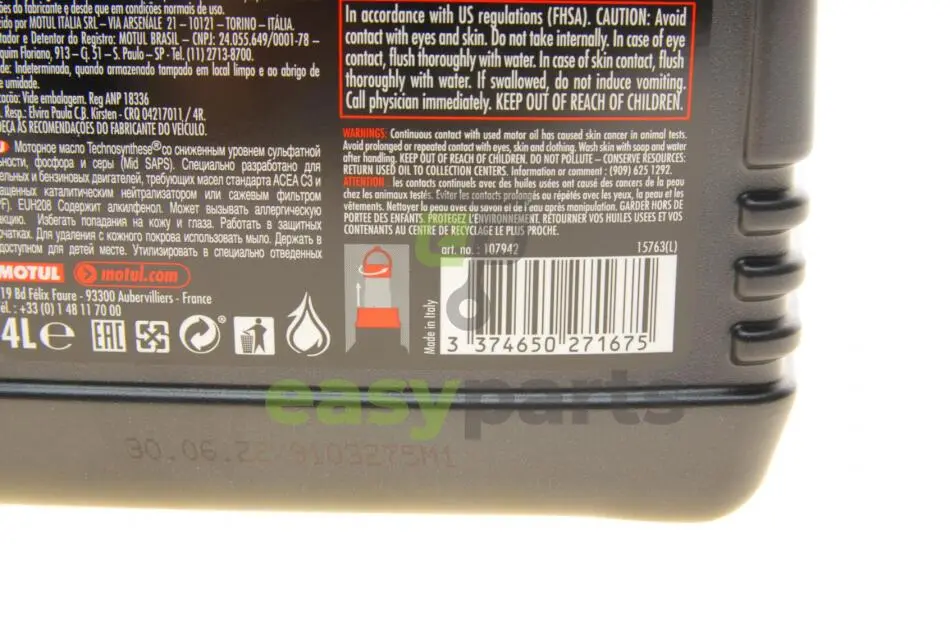 do fabricante e desde que em condições normais de uso.
ido por MOTUL ITALIA SRL – VIA ARSENALE 21 – 10121 – TORINO – ITÁLIA.
tador e Detentor do Registro: MOTUL BRASIL – CNPJ: 24.055.649/0001-78 –
quim Floriano, 913 – Cj. 51 – S. Paulo – SP - Tel. (11) 2713-8700.
de: Indeterminada, quando armazenado tampado em local limpo e ao abrigo de
e umidade.
ação: Vide embalagem. Reg ANP 18336
. Resp.: Elvira Paula C.B. Kirsten - CRQ 04217011 / 4R.
EÇA AS RECOMENDAÇÕES DO FABRICANTE DO VEÍCULO.
Моторное масло Technosynthese® со сниженным уровнем сульфатной
ьности, фосфора и серы (Mid SAPS). Специально разработано для
ельных и бензиновых двигателей, требующих масел стандарта ACEA C3 и
ащенных каталитическим нейтрализатором или сажевым фильтром
PF). EUH208 Содержит алкилфенол. Может вызывать аллергическую
кцию. Избегать попадания на кожу и глаза. Работать в защитных
рчатках. Для удаления с кожного покрова использовать мыло. Держать в
доступном для детей месте. Утилизировать в специально отведенных
MOTUL motul.com
19 Bd Félix Faure - 93300 Aubervilliers - France
él. : +33 (0) 1 48 11 70 00
4L e EAC
In accordance with US regulations (FHSA). CAUTION: Avoid
contact with eyes and skin. Do not take internally. In case of eye
contact, flush thoroughly with water. In case of skin contact, flush
thoroughly with water. If swallowed, do not induce vomiting.
Call physician immediately. KEEP OUT OF REACH OF CHILDREN.
WARNINGS: Continuous contact with used motor oil has caused skin cancer in animal tests.
Avoid prolonged or repeated contact with eyes, skin and clothing. Wash skin with soap and water
after handling. KEEP OUT OF REACH OF CHILDREN. DO NOT POLLUTE – CONSERVE RESOURCES:
RETURN USED OIL TO COLLECTION CENTERS. Information or comment : (909) 625 1292.
ATTENTION : les contacts continuels avec des huiles usées ont causé des cancers de la peau
chez les animaux testés. Eviter les contacts prolongés ou répétés avec les yeux, la peau et les
vêtements. Nettoyer la peau avec du savon et de l'eau après manipulation. GARDER HORS DE
PORTEE DES ENFANTS. PROTEGEZ L'ENVIRONNEMENT. RETOURNER VOS HUILES USEES ET VOS
CONTENANTS AU CENTRE DE RECYCLAGE LE PLUS PROCHE.
art. no. : 107942 15763(L)
Made in Italy
3 374650 271675
easyparts
30.06.22 9103275M1